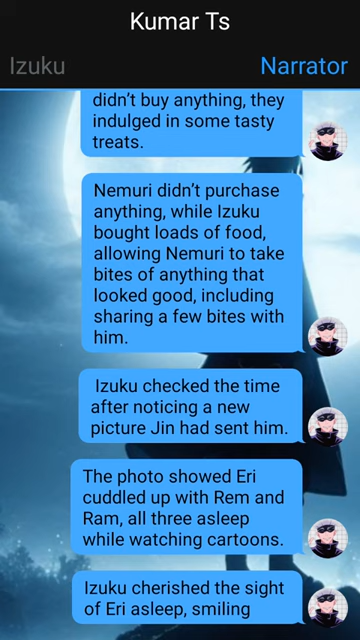 Kumar Ts
Izuku
Narrator
didn't buy anything, they
indulged in some tasty
treats.
Nemuri didn't purchase
anything, while Izuku
bought loads of food,
allowing Nemuri to take
bites of anything that
looked good, including
sharing a few bites with
him.
Izuku checked the time
after noticing a new
picture Jin had sent him.
The photo showed Eri
cuddled up with Rem and
Ram, all three asleep
while watching cartoons.
Izuku cherished the sight
of Eri asleep, smiling